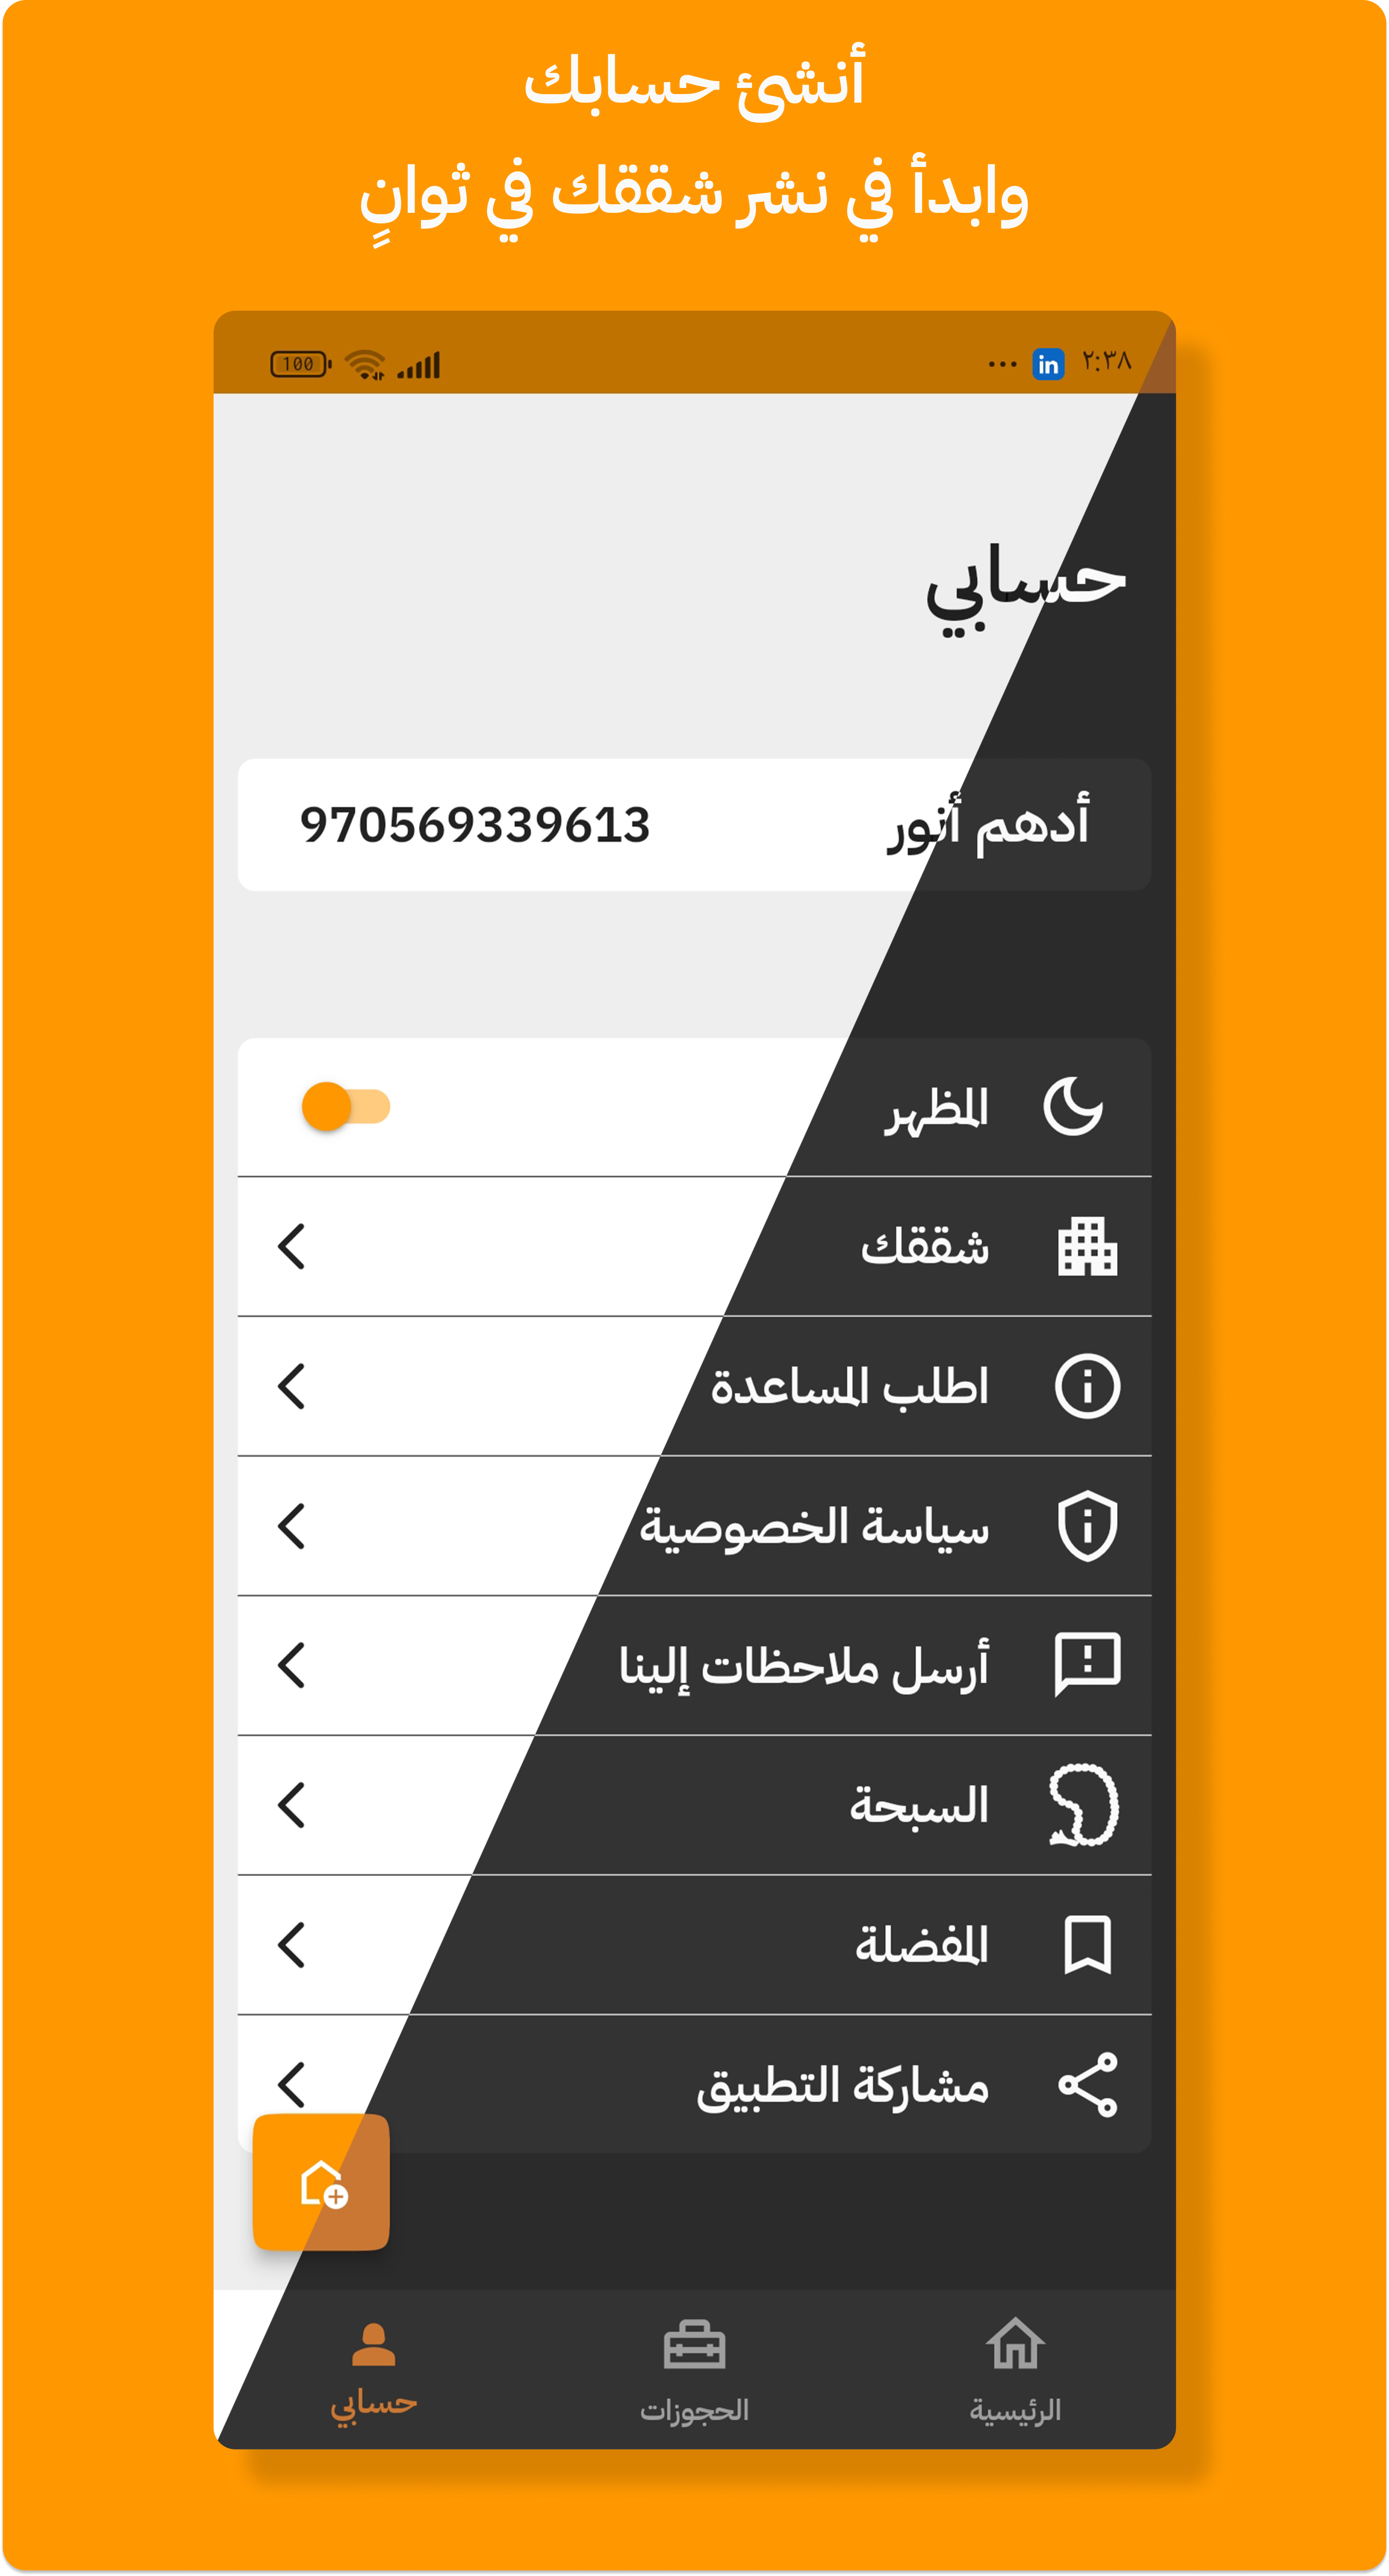 أنشئ حسابك
وابدأ في نشر شققك في ثوانٍ
٢:٣٨ in ... 100
حسابي
أدهم أنور 970569339613
المظهر
شققك
اطلب المساعدة
سياسة الخصوصية
أرسل ملاحظات إلينا
السبحة
المفضلة
مشاركة التطبيق
الرئيسية الحجوزات حسابي